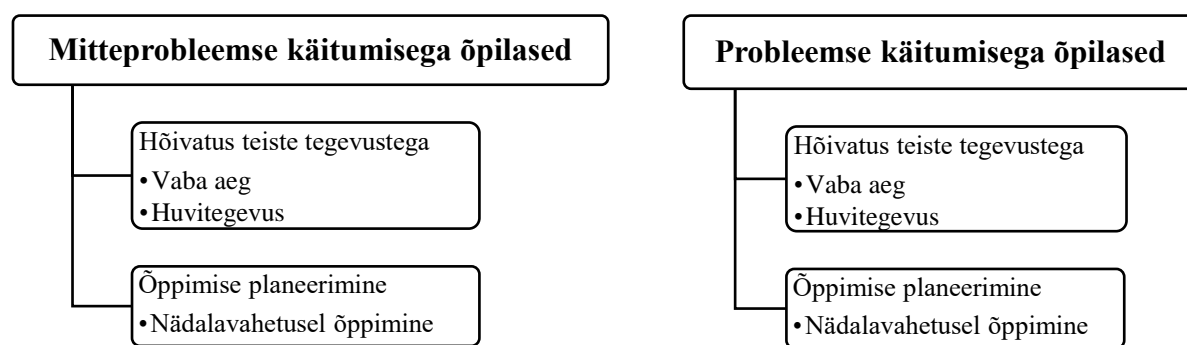 Mitteprobleemse käitumisega õpilased
Hõivatus teiste tegevustega
•Vaba aeg
•Huvitegevus
Õppimise planeerimine
•Nädalavahetusel õppimine
Probleemse käitumisega õpilased
Hõivatus teiste tegevustega
•Vaba aeg
•Huvitegevus
Õppimise planeerimine
•Nädalavahetusel õppimine